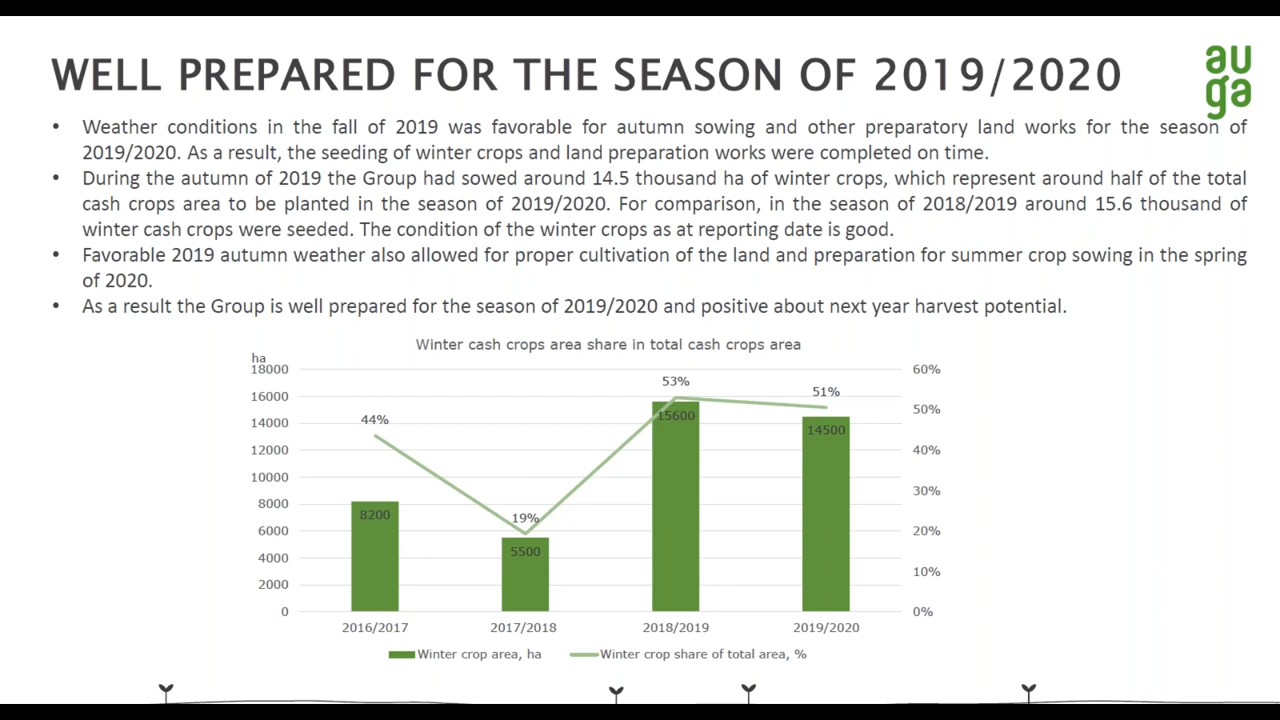 WELL PREPARED FOR THE SEASON OF 2019/2020
au
ga
• Weather conditions in the fall of 2019 was favorable for autumn sowing and other preparatory land works for the season of
2019/2020. As a result, the seeding of winter crops and land preparation works were completed on time.
• During the autumn of 2019 the Group had sowed around 14.5 thousand ha of winter crops, which represent around half of the total
cash crops area to be planted in the season of 2019/2020. For comparison, in the season of 2018/2019 around 15.6 thousand of
winter cash crops were seeded. The condition of the winter crops as at reporting date is good.
• Favorable 2019 autumn weather also allowed for proper cultivation of the land and preparation for summer crop sowing in the spring
of 2020.
• As a result the Group is well prepared for the season of 2019/2020 and positive about next year harvest potential.
Winter cash crops area share in total cash crops area
ha
18000
16000
14000
12000
10000
8000
6000
4000
2000
0
44%
19%
53%
51%
8200
5500
15600
14500
60%
50%
40%
30%
20%
10%
0%
2016/2017 2017/2018 2018/2019 2019/2020
Winter crop area, ha Winter crop share of total area, %